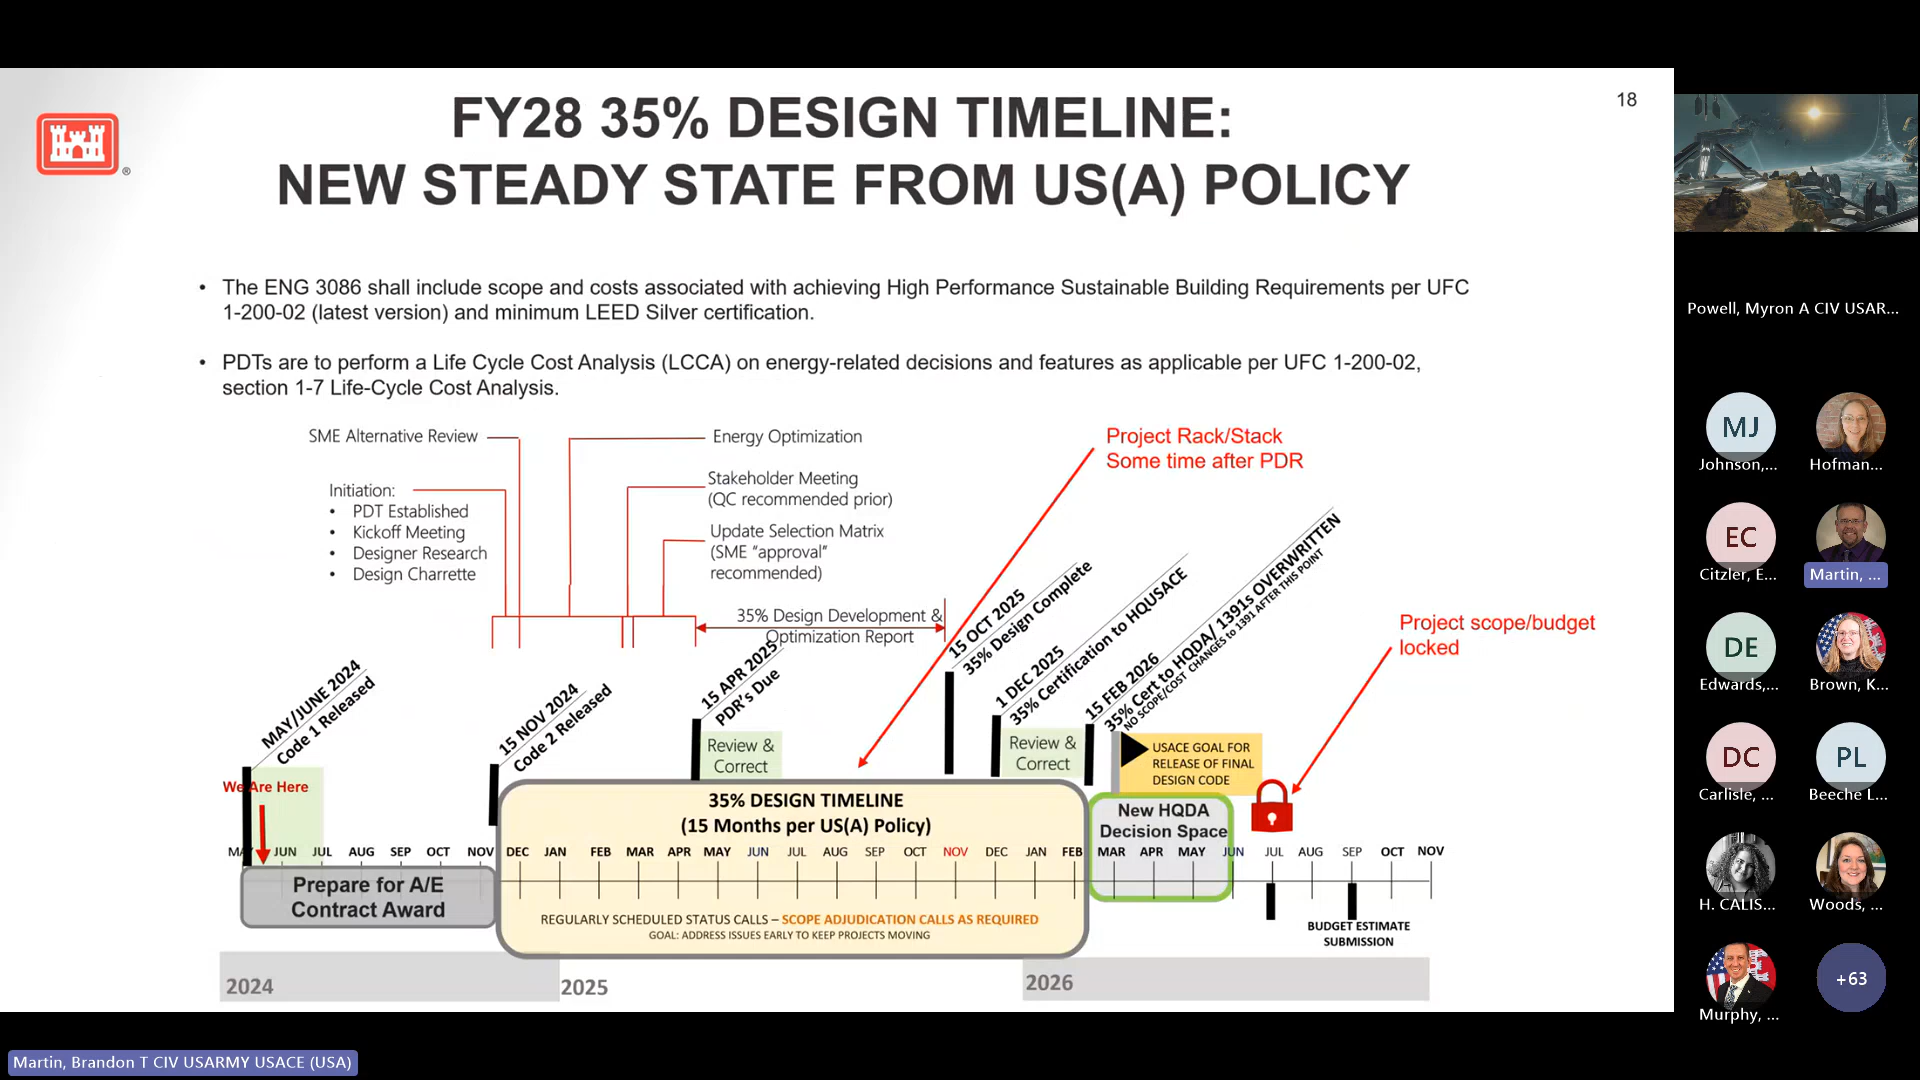 18
FY28 35% DESIGN TIMELINE:
NEW STEADY STATE FROM US(A) POLICY
®
• The ENG 3086 shall include scope and costs associated with achieving High Performance Sustainable Building Requirements per UFC
1-200-02 (latest version) and minimum LEED Silver certification.
• PDTs are to perform a Life Cycle Cost Analysis (LCCA) on energy-related decisions and features as applicable per UFC 1-200-02,
section 1-7 Life-Cycle Cost Analysis.
SME Alternative Review
Initiation:
• PDT Established
• Kickoff Meeting
• Designer Research
• Design Charrette
Energy Optimization
Stakeholder Meeting
(QC recommended prior)
Update Selection Matrix
(SME “approval”
recommended)
35% Design Development &
Optimization Report
Project Rack/Stack
Some time after PDR
Project scope/budget
locked
MAY/JUNE 2024
Code 1 Released
15 NOV 2024
Code 2 Released
15 APR 2025
PDR's Due
15 OCT 2025
35% Design Complete
1 DEC 2025
35% Certification to HQUSACE
15 FEB 2026
35% Cert to HQDA/ 1391s OVERWRITTEN
NO SCOPE/COST CHANGES to 1391 AFTER THIS POINT
We Are Here
Review &
Correct
Review &
Correct
USACE GOAL FOR
RELEASE OF FINAL
DESIGN CODE
35% DESIGN TIMELINE
(15 Months per US(A) Policy)
New HQDA
Decision Space
MAY JUN JUL AUG SEP OCT NOV DEC JAN FEB MAR APR MAY JUN JUL AUG SEP OCT NOV DEC JAN FEB MAR APR MAY JUN JUL AUG SEP OCT NOV
Prepare for A/E
Contract Award
REGULARLY SCHEDULED STATUS CALLS – SCOPE ADJUDICATION CALLS AS REQUIRED
GOAL: ADDRESS ISSUES EARLY TO KEEP PROJECTS MOVING
BUDGET ESTIMATE
SUBMISSION
2024
2025
2026
Powell, Myron A CIV USAR...
MJ
Johnson,...
Hofman...
EC
Citzler, E...
Martin, ...
DE
Edwards,...
Brown, K...
DC
Carlisle, ...
PL
Beeche L...
H. CALIS...
Woods, ...
Murphy, ...
+63
Martin, Brandon T CIV USARMY USACE (USA)